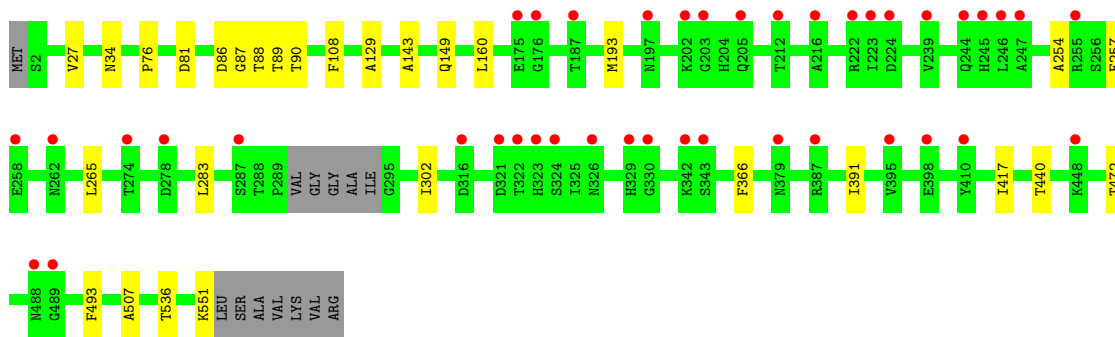 MET S2 V27 N34 P76 D81 D86 G87 T88 T89 T90 F108 A129 A143 Q149 L160 E175 G176 T187 M193 N197 K202 G203 H204 Q205 T212 A216 R222 I223 D224 V239 Q244 H245 L246 A247 A254 R255 S256
E258 N262 L265 T274 D278 L283 S287 T288 P289 VAL GLY GLY ALA ILE G295 I302 D316 D321 T322 H323 S324 I325 N326 H329 G330 K342 S343 F366 N379 R387 I391 V395 E398 Y410 I417 T440 K448
N488 G489 F493 A507 T536 K551 LEU SER ALA VAL LYS VAL ARG